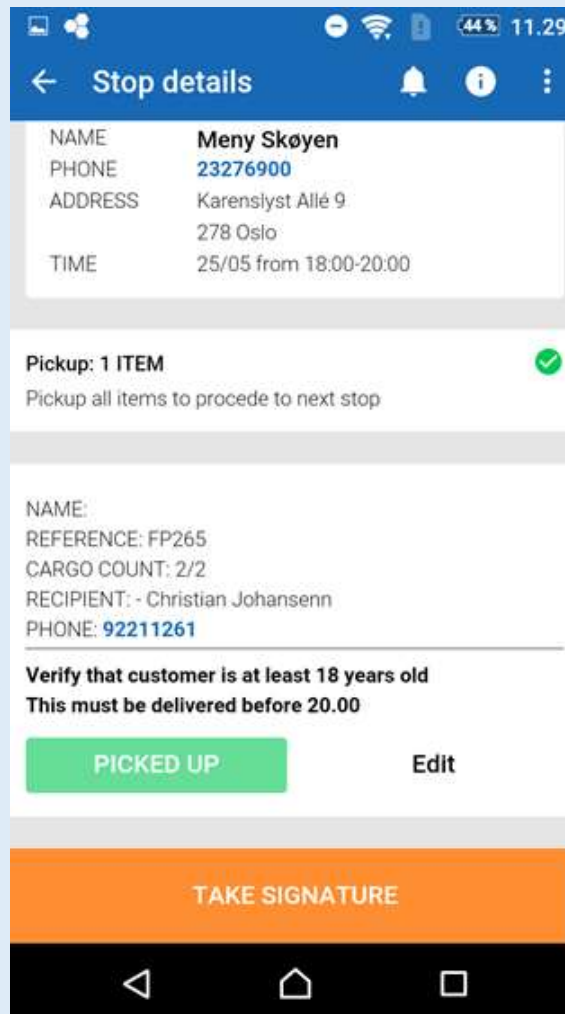 44% 11.29
Stop details
NAME Meny Skøyen
PHONE 23276900
ADDRESS Karenslyst Allé 9
278 Oslo
TIME 25/05 from 18:00-20:00
Pickup: 1 ITEM
Pickup all items to procede to next stop
NAME:
REFERENCE: FP265
CARGO COUNT: 2/2
RECIPIENT: - Christian Johansenn
PHONE: 92211261
Verify that customer is at least 18 years old
This must be delivered before 20.00
PICKED UP Edit
TAKE SIGNATURE